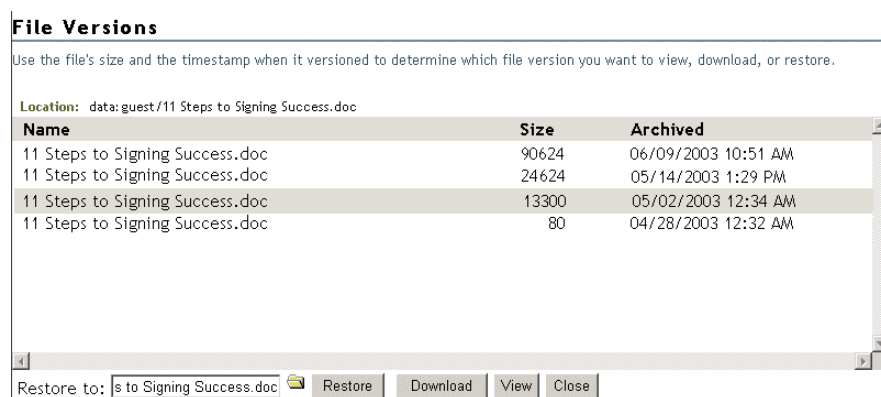 File Versions
Use the file's size and the timestamp when it versioned to determine which file version you want to view, download, or restore.
Location: data:guest/11 Steps to Signing Success.doc
Name Size Archived
11 Steps to Signing Success.doc 90624 06/09/2003 10:51 AM
11 Steps to Signing Success.doc 24624 05/14/2003 1:29 PM
11 Steps to Signing Success.doc 13300 05/02/2003 12:34 AM
11 Steps to Signing Success.doc 80 04/28/2003 12:32 AM
Restore to: s to Signing Success.doc Restore Download View Close